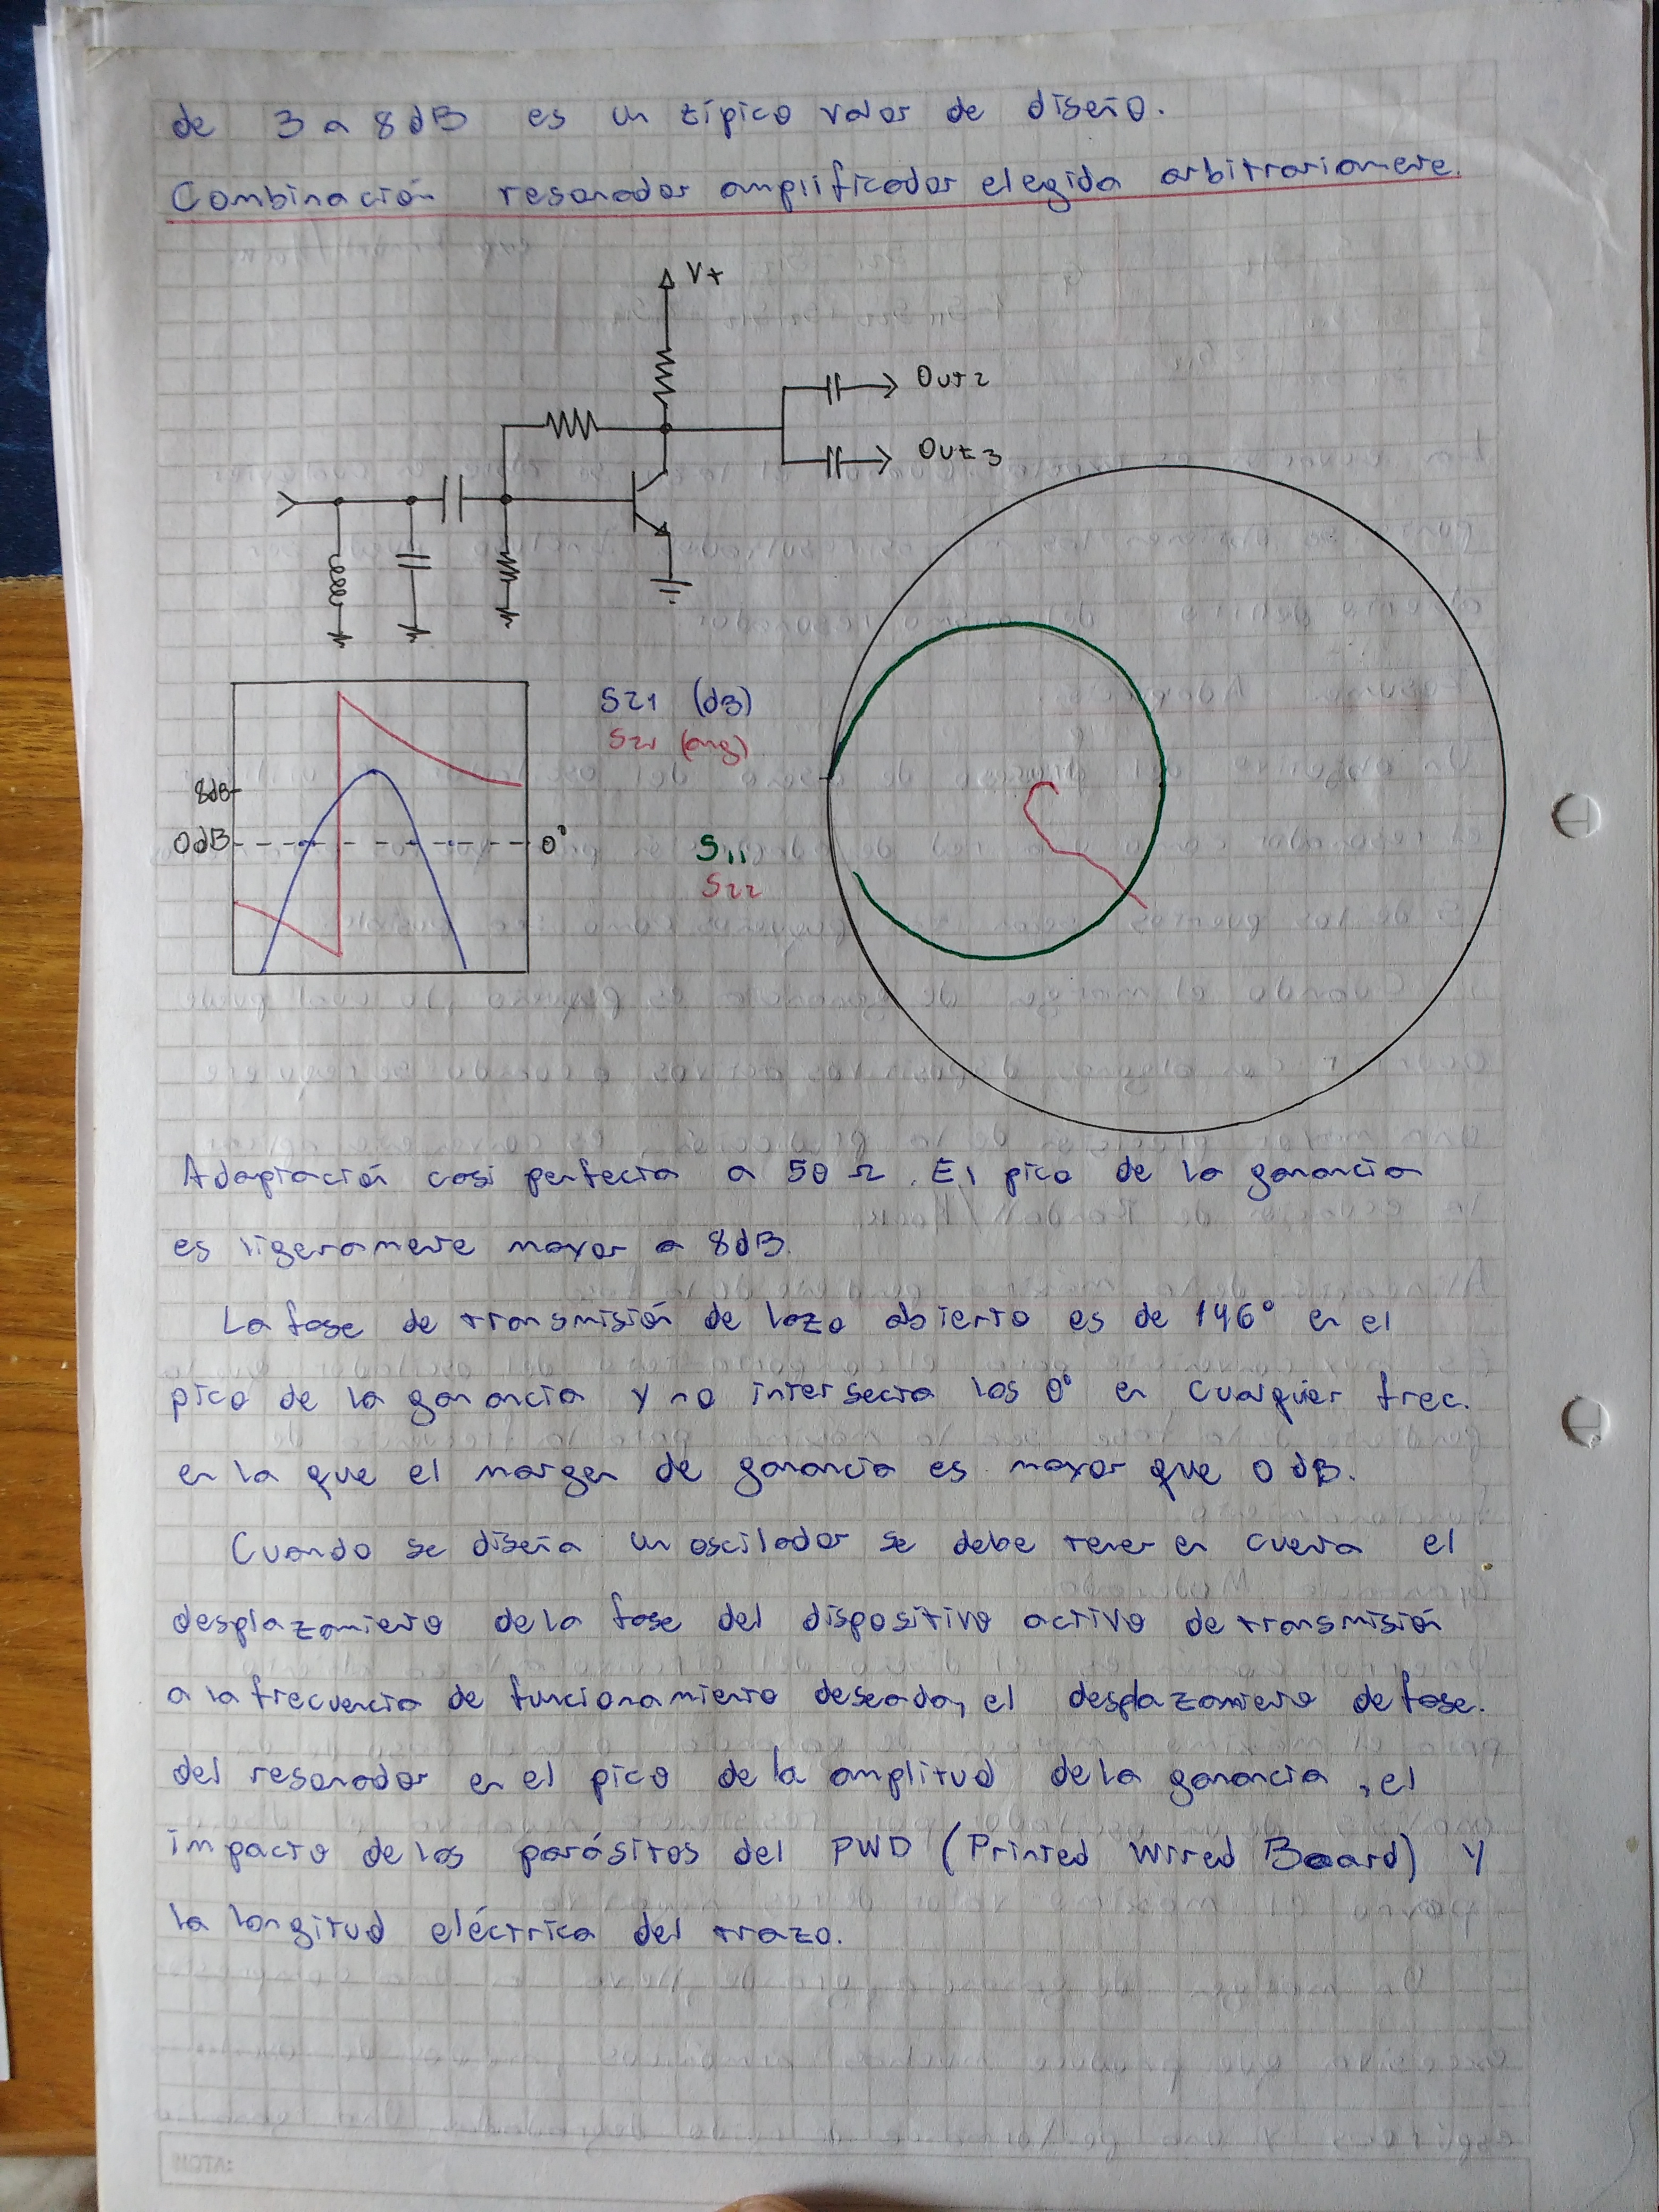 de 3 a 8dB es un típico valor de diseño.
Combinación resonador amplificador elegida arbitrariamente.
V+
Out2
Out3
S21 (dB)
S21 (ang)
8dB
0dB
0°
S11
S22
Adaptación casi perfecta a 50 Ω. El pico de la ganancia
es ligeramente mayor a 8dB.
La fase de transmisión de lazo abierto es de 146° en el
pico de la ganancia y no intersecta los 0° en cualquier frec.
en la que el margen de ganancia es mayor que 0 dB.
Cuando se diseña un oscilador se debe tener en cuenta el
desplazamiento de la fase del dispositivo activo de transmisión
a la frecuencia de funcionamiento deseada, el desplazamiento de fase.
del resonador en el pico de la amplitud de la ganancia, el
impacto de los parásitos del PWD (Printed Wired Board) y
la longitud eléctrica del trazo.